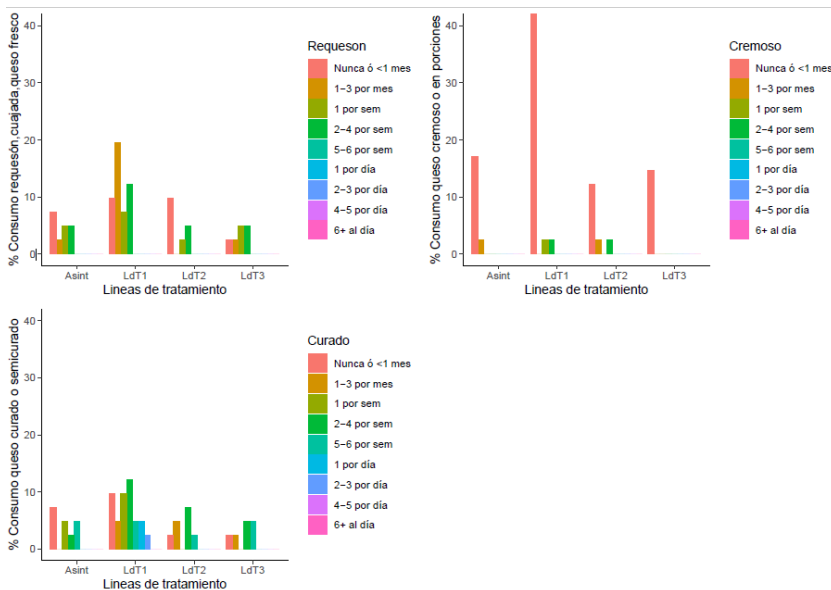 % Consumo requesón,cuajada,queso fresco
40
30
20
10
0
Asint LdT1 LdT2 LdT3
Lineas de tratamiento
Requeson
Nunca ó <1 mes
1−3 por mes
1 por sem
2−4 por sem
5−6 por sem
1 por día
2−3 por día
4−5 por día
6+ al día
% Consumo queso cremoso o en porciones
40
30
20
10
0
Asint LdT1 LdT2 LdT3
Lineas de tratamiento
Cremoso
Nunca ó <1 mes
1−3 por mes
1 por sem
2−4 por sem
5−6 por sem
1 por día
2−3 por día
4−5 por día
6+ al día
% Consumo queso curado o semicurado
40
30
20
10
0
Asint LdT1 LdT2 LdT3
Lineas de tratamiento
Curado
Nunca ó <1 mes
1−3 por mes
1 por sem
2−4 por sem
5−6 por sem
1 por día
2−3 por día
4−5 por día
6+ al día